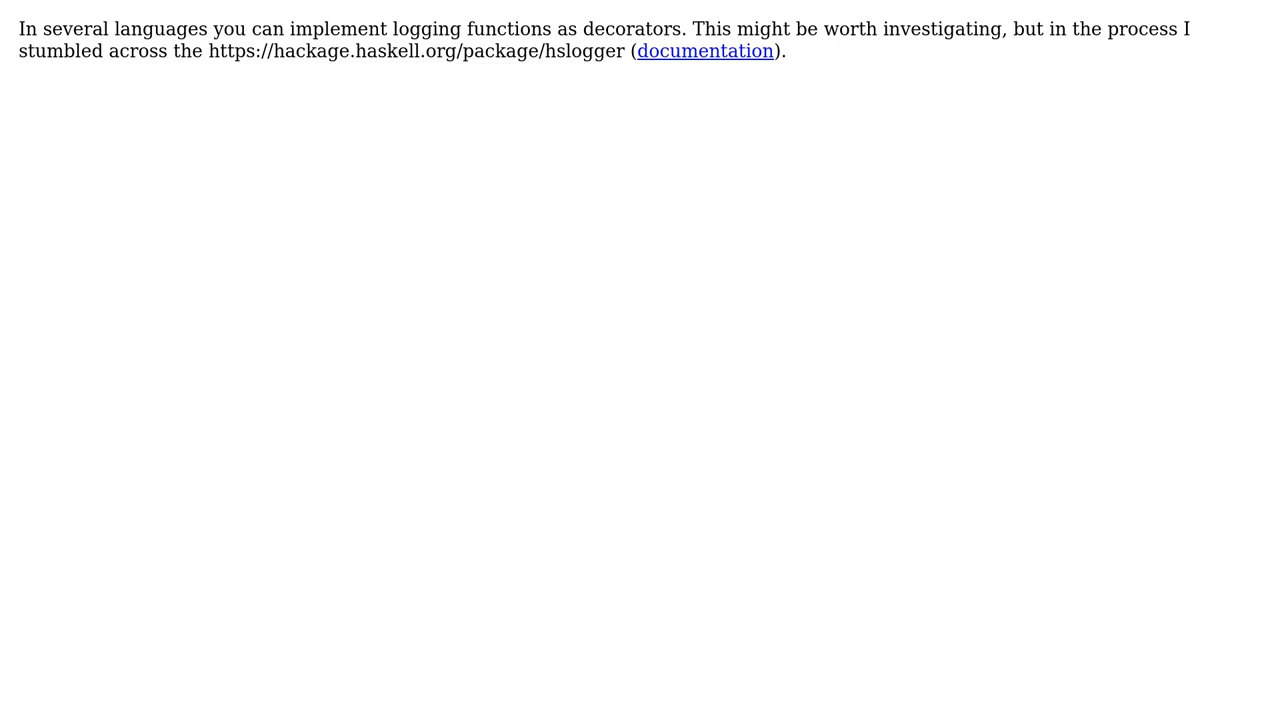 In several languages you can implement logging functions as decorators. This might be worth investigating, but in the process I
stumbled across the https://hackage.haskell.org/package/hslogger (documentation).